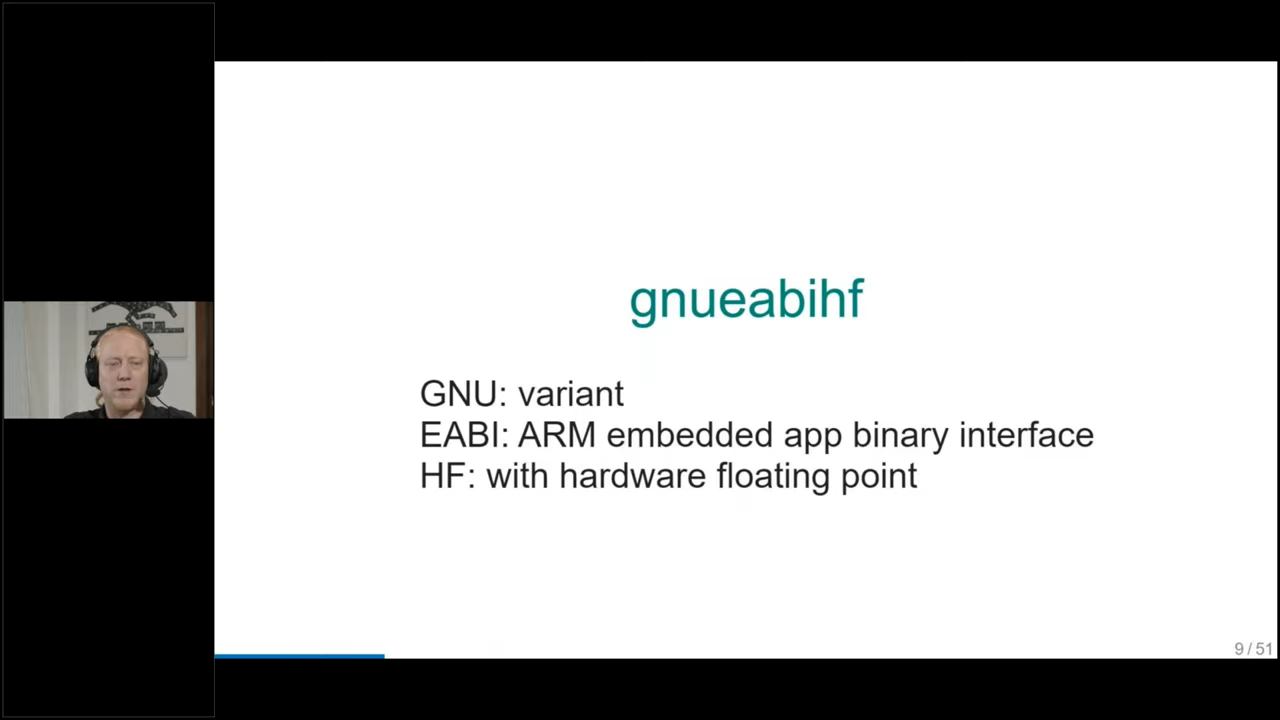 gnueabihf
GNU: variant
EABI: ARM embedded app binary interface
HF: with hardware floating point
9 / 51